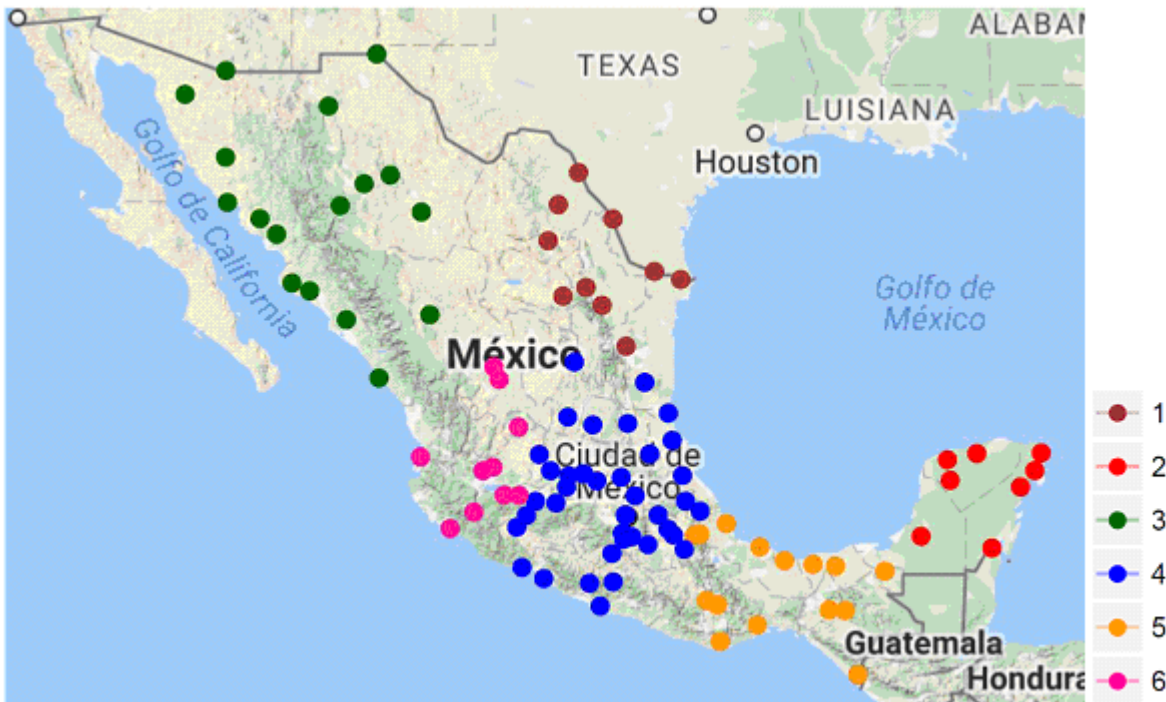 ALABAM
TEXAS
LUISIANA
Houston
Golfo de California
Golfo de
México
México
Ciudad de
México
Guatemala
Hondura
1
2
3
4
5
6